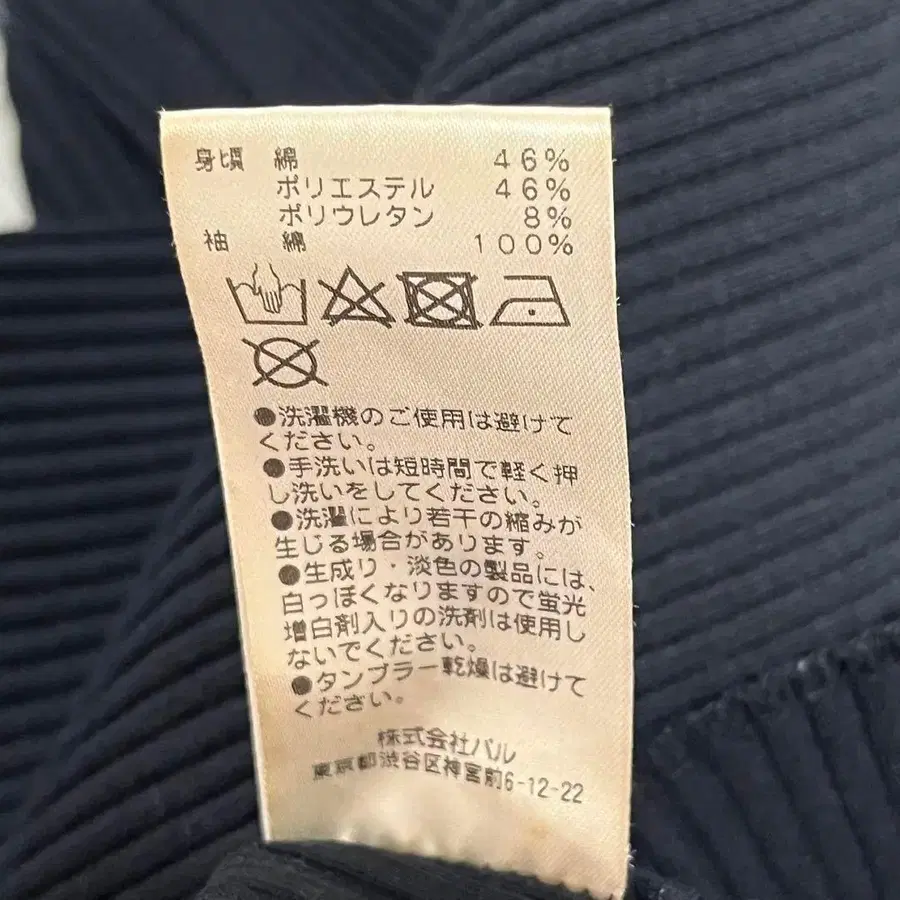 身頃 綿 46%
ポリエステル 46%
ポリウレタン 8%
袖 綿 100%
●洗濯機のご使用は避けて
ください。
●手洗いは短時間で軽く押
し洗いをしてください。
●洗濯により若干の縮みが
生じる場合があります。
●生成り・淡色の製品には、
白っぽくなりますので蛍光
増白剤入りの洗剤は使用し
ないでください。
●タンブラー乾燥は避けて
ください。
株式会社パル
東京都渋谷区神宮前6-12-22